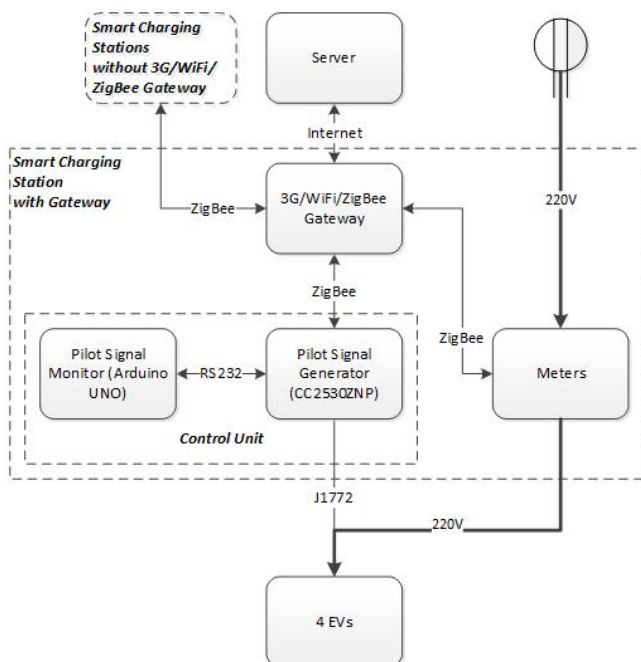 Smart Charging
Stations
without 3G/WiFi/
ZigBee Gateway
Server
Internet
Smart Charging
Station
with Gateway
ZigBee
3G/WiFi/ZigBee
Gateway
220V
ZigBee
ZigBee
Pilot Signal
Monitor (Arduino
UNO)
RS232
Pilot Signal
Generator
(CC2530ZNP)
Meters
Control Unit
J1772
220V
4 EVs